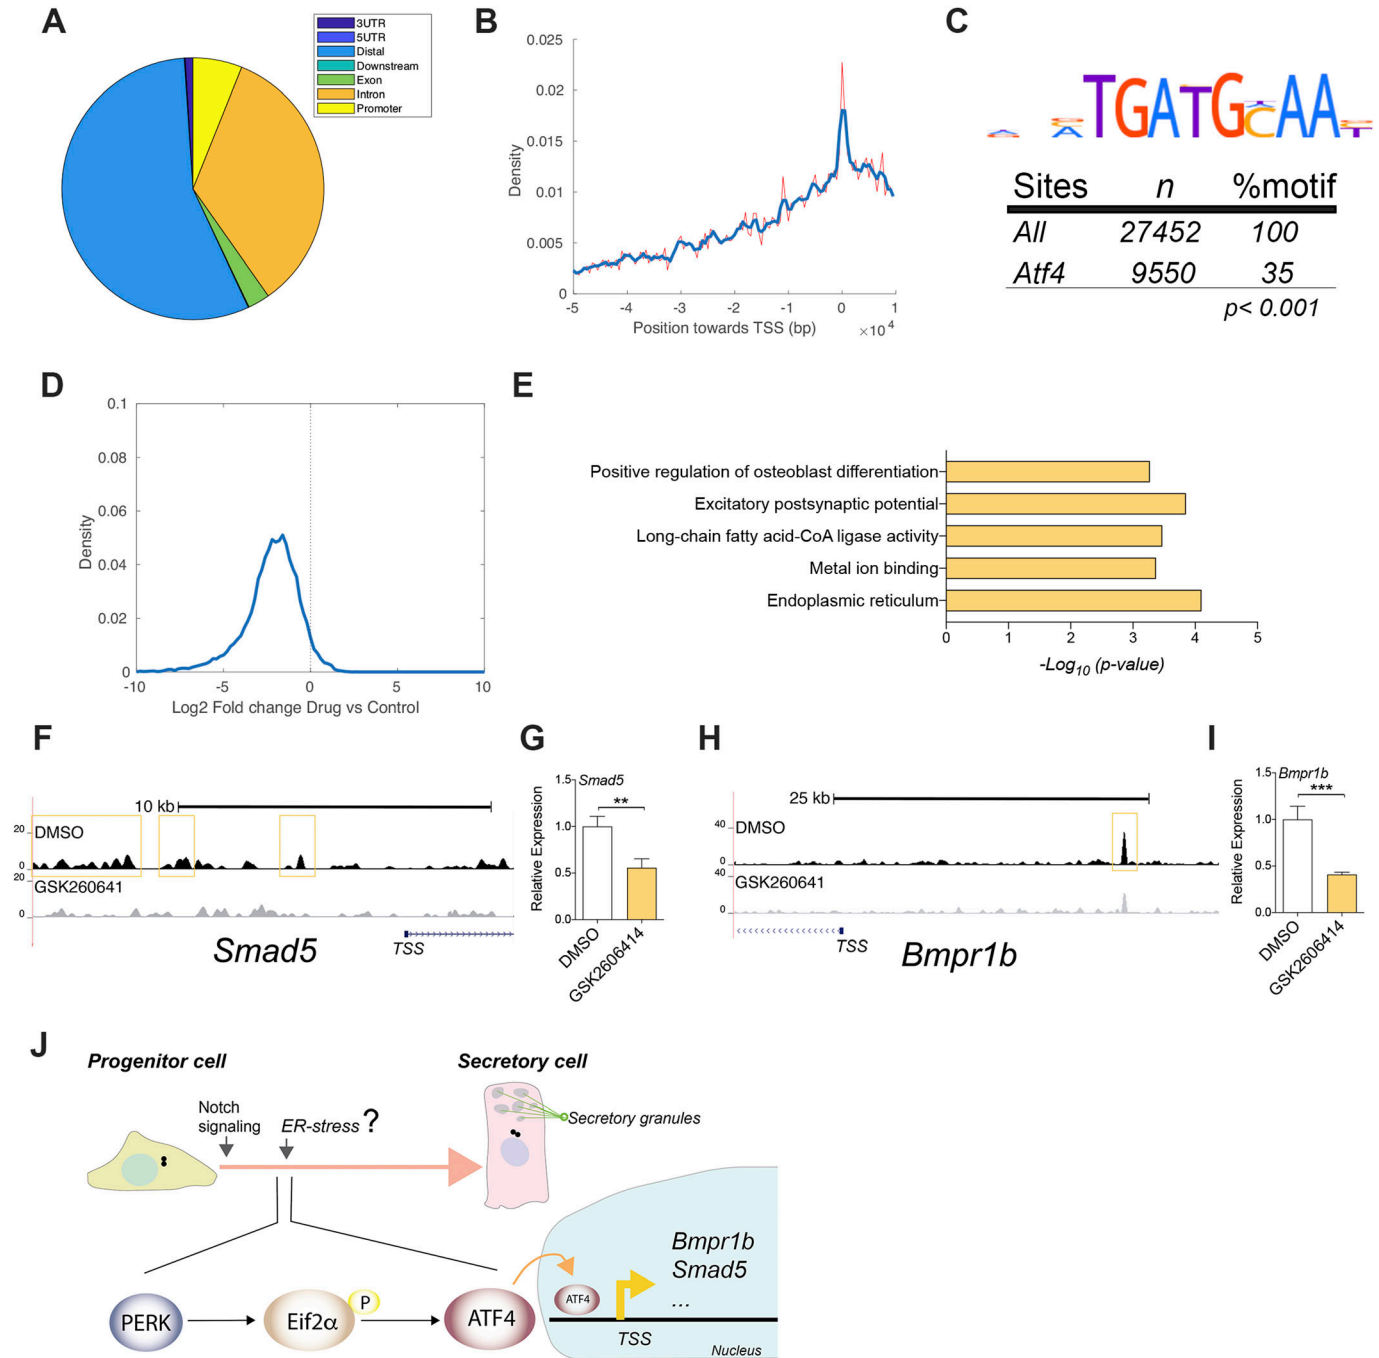 A
3UTR
5UTR
Distal
Downstream
Exon
Intron
Promoter
B
0.025
0.02
0.015
0.01
0.005
0
Density
-5 -4 -3 -2 -1 0 1
Position towards TSS (bp)
×10^4
C
TGATGCAA
Sites n %motif
All 27452 100
Atf4 9550 35
p< 0.001
D
0.1
0.08
0.06
0.04
0.02
0
Density
-10 -5 0 5 10
Log2 Fold change Drug vs Control
E
Positive regulation of osteoblast differentiation
Excitatory postsynaptic potential
Long-chain fatty acid-CoA ligase activity
Metal ion binding
Endoplasmic reticulum
0 1 2 3 4 5
-Log10 (p-value)
F
10 kb
20
DMSO
0
20
GSK260641
0
TSS
Smad5
G
1.5
Smad5
**
1.0
0.5
0.0
Relative Expression
DMSO
GSK2606414
H
25 kb
40
DMSO
0
40
GSK260641
0
TSS
Bmpr1b
I
1.5
Bmpr1b
***
1.0
0.5
0.0
Relative Expression
DMSO
GSK2606414
J
Progenitor cell
Secretory cell
Notch
signaling
ER-stress ?
Secretory granules
Bmpr1b
Smad5
...
PERK
Eif2α
P
ATF4
ATF4
TSS
Nucleus